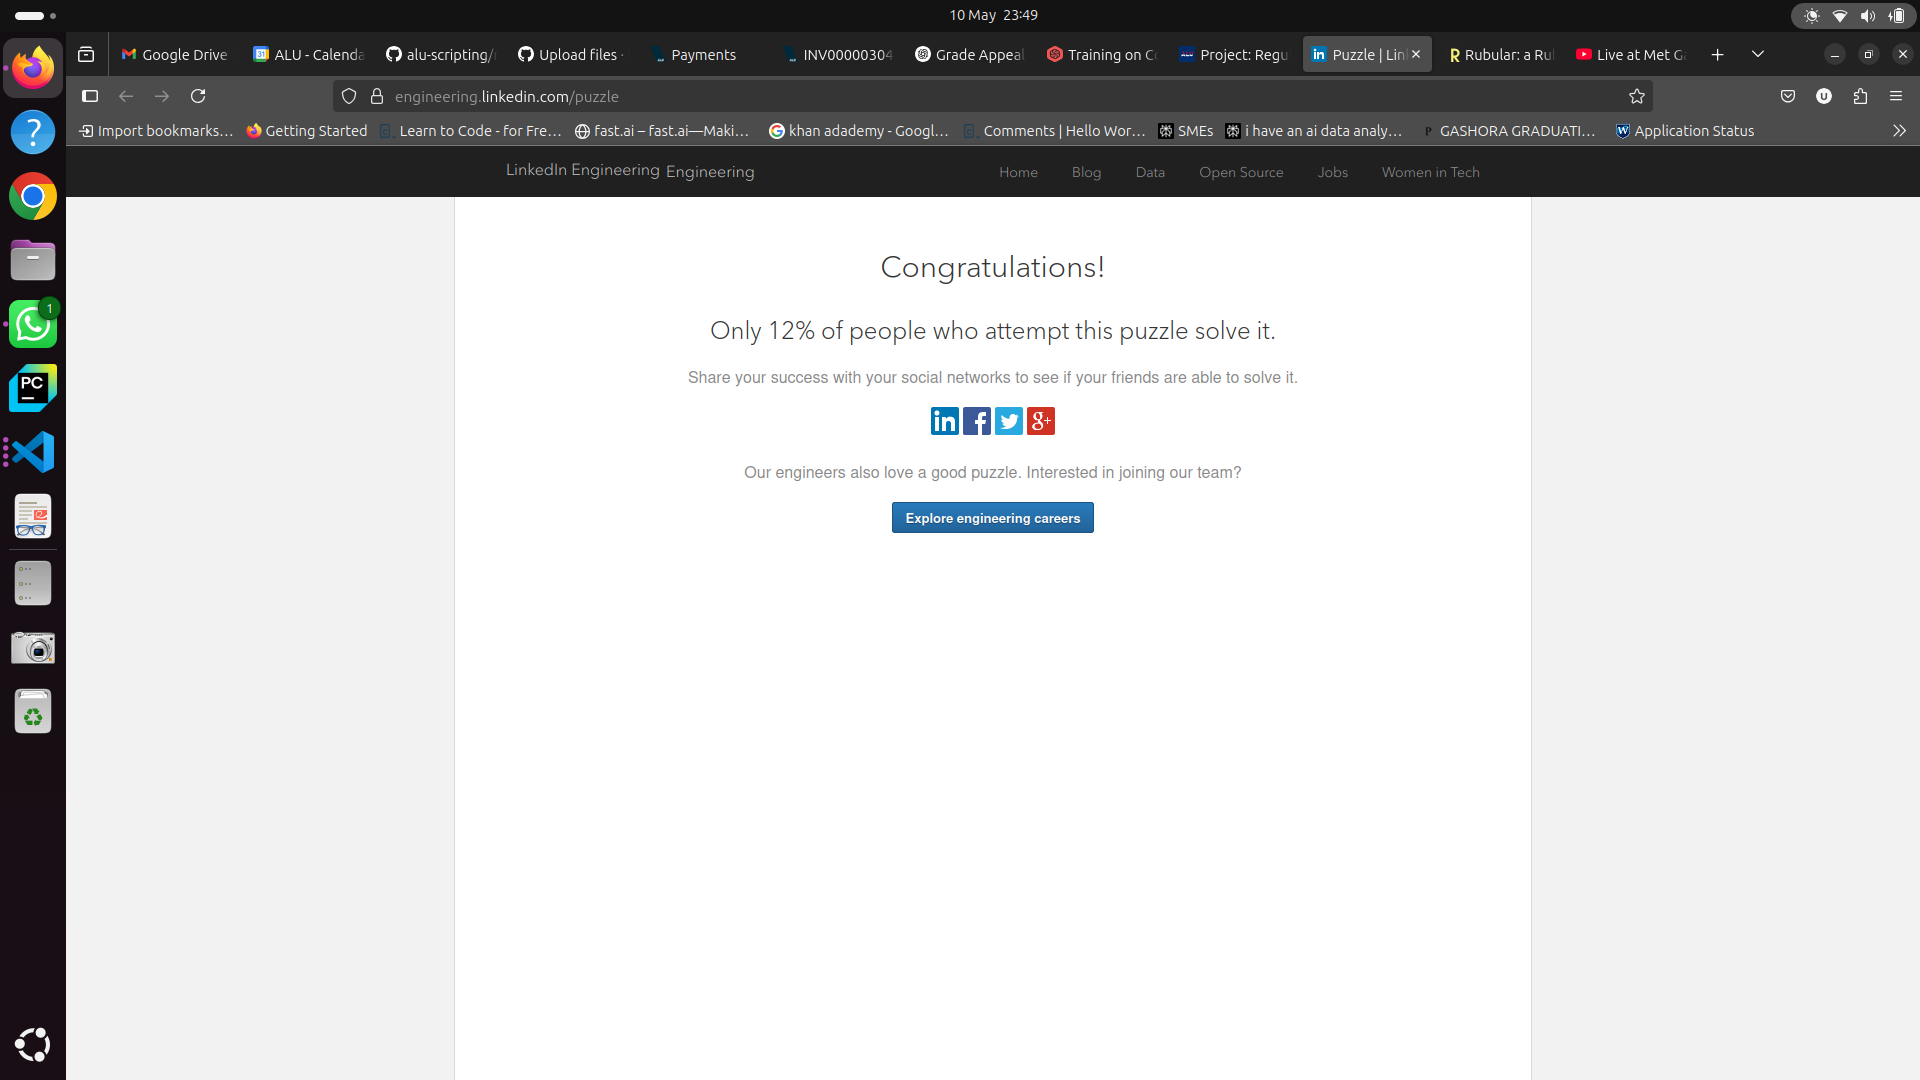 10 May 23:49
Google Drive
ALU - Calenda
alu-scripting/r
Upload files ·
Payments
INV00000304
Grade Appeal
Training on Co
Project: Regu
Puzzle | Lin
Rubular: a Rul
Live at Met Ga
engineering.linkedin.com/puzzle
U
Import bookmarks...
Getting Started
Learn to Code - for Fre...
fast.ai – fast.ai—Maki...
khan adademy - Googl...
Comments | Hello Wor...
SMEs
i have an ai data analy...
GASHORA GRADUATI...
Application Status
LinkedIn Engineering Engineering
Home
Blog
Data
Open Source
Jobs
Women in Tech
1
PC
Congratulations!
Only 12% of people who attempt this puzzle solve it.
Share your success with your social networks to see if your friends are able to solve it.
in f g+
Our engineers also love a good puzzle. Interested in joining our team?
Explore engineering careers